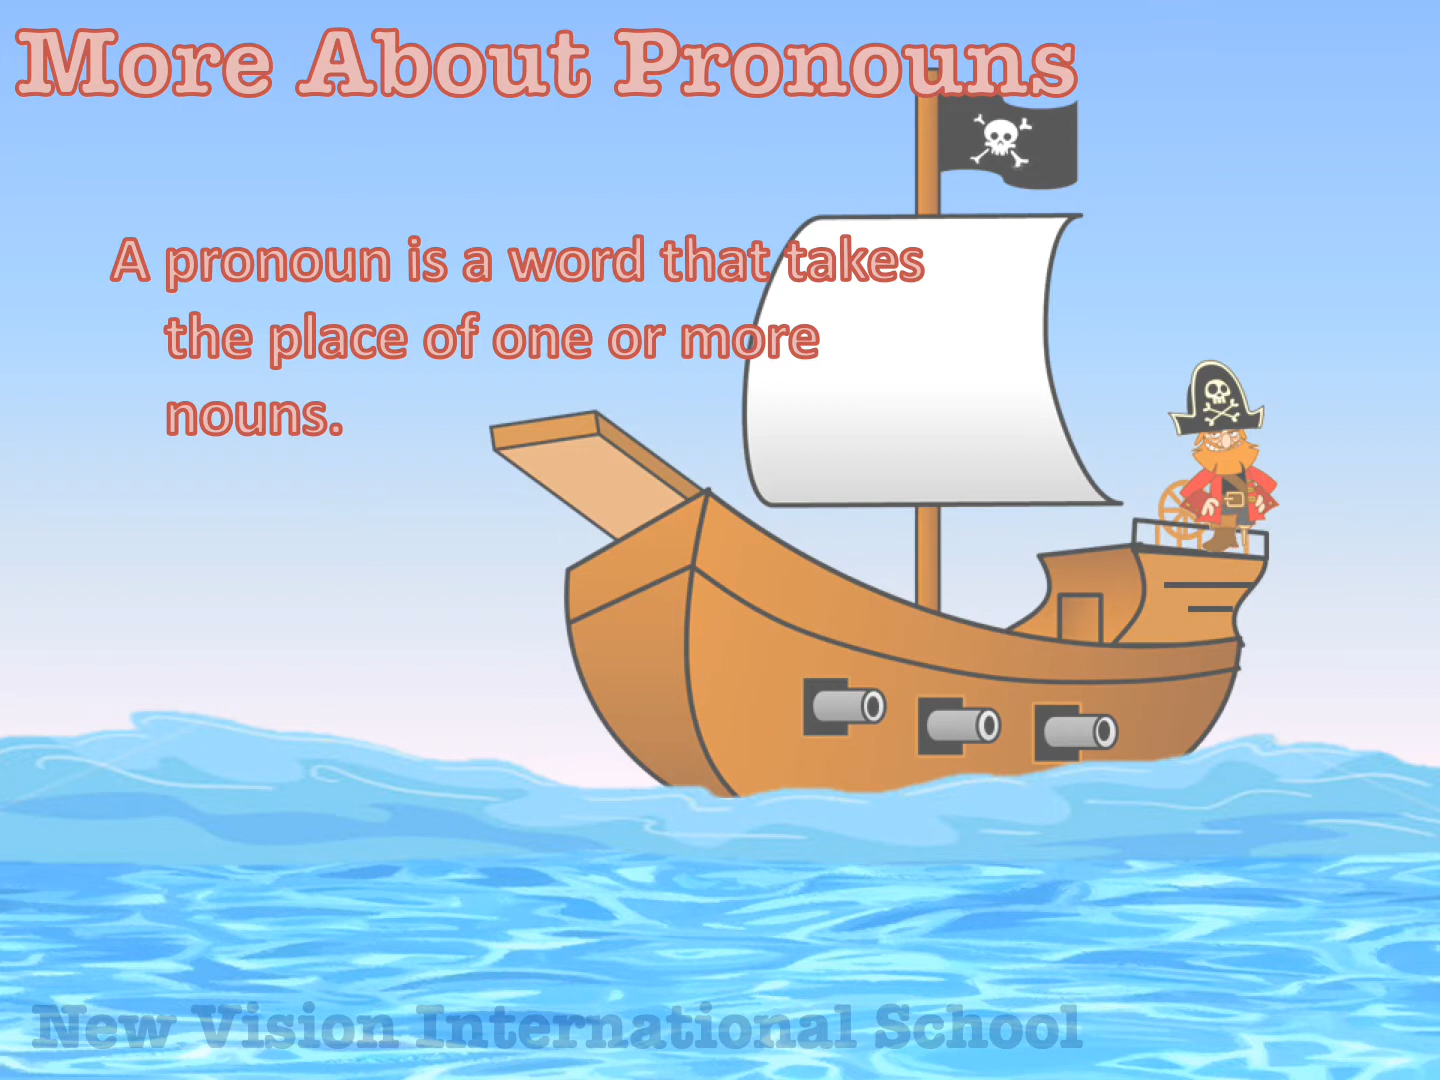 More About Pronouns
A pronoun is a word that takes
the place of one or more
nouns.
New Vision International School